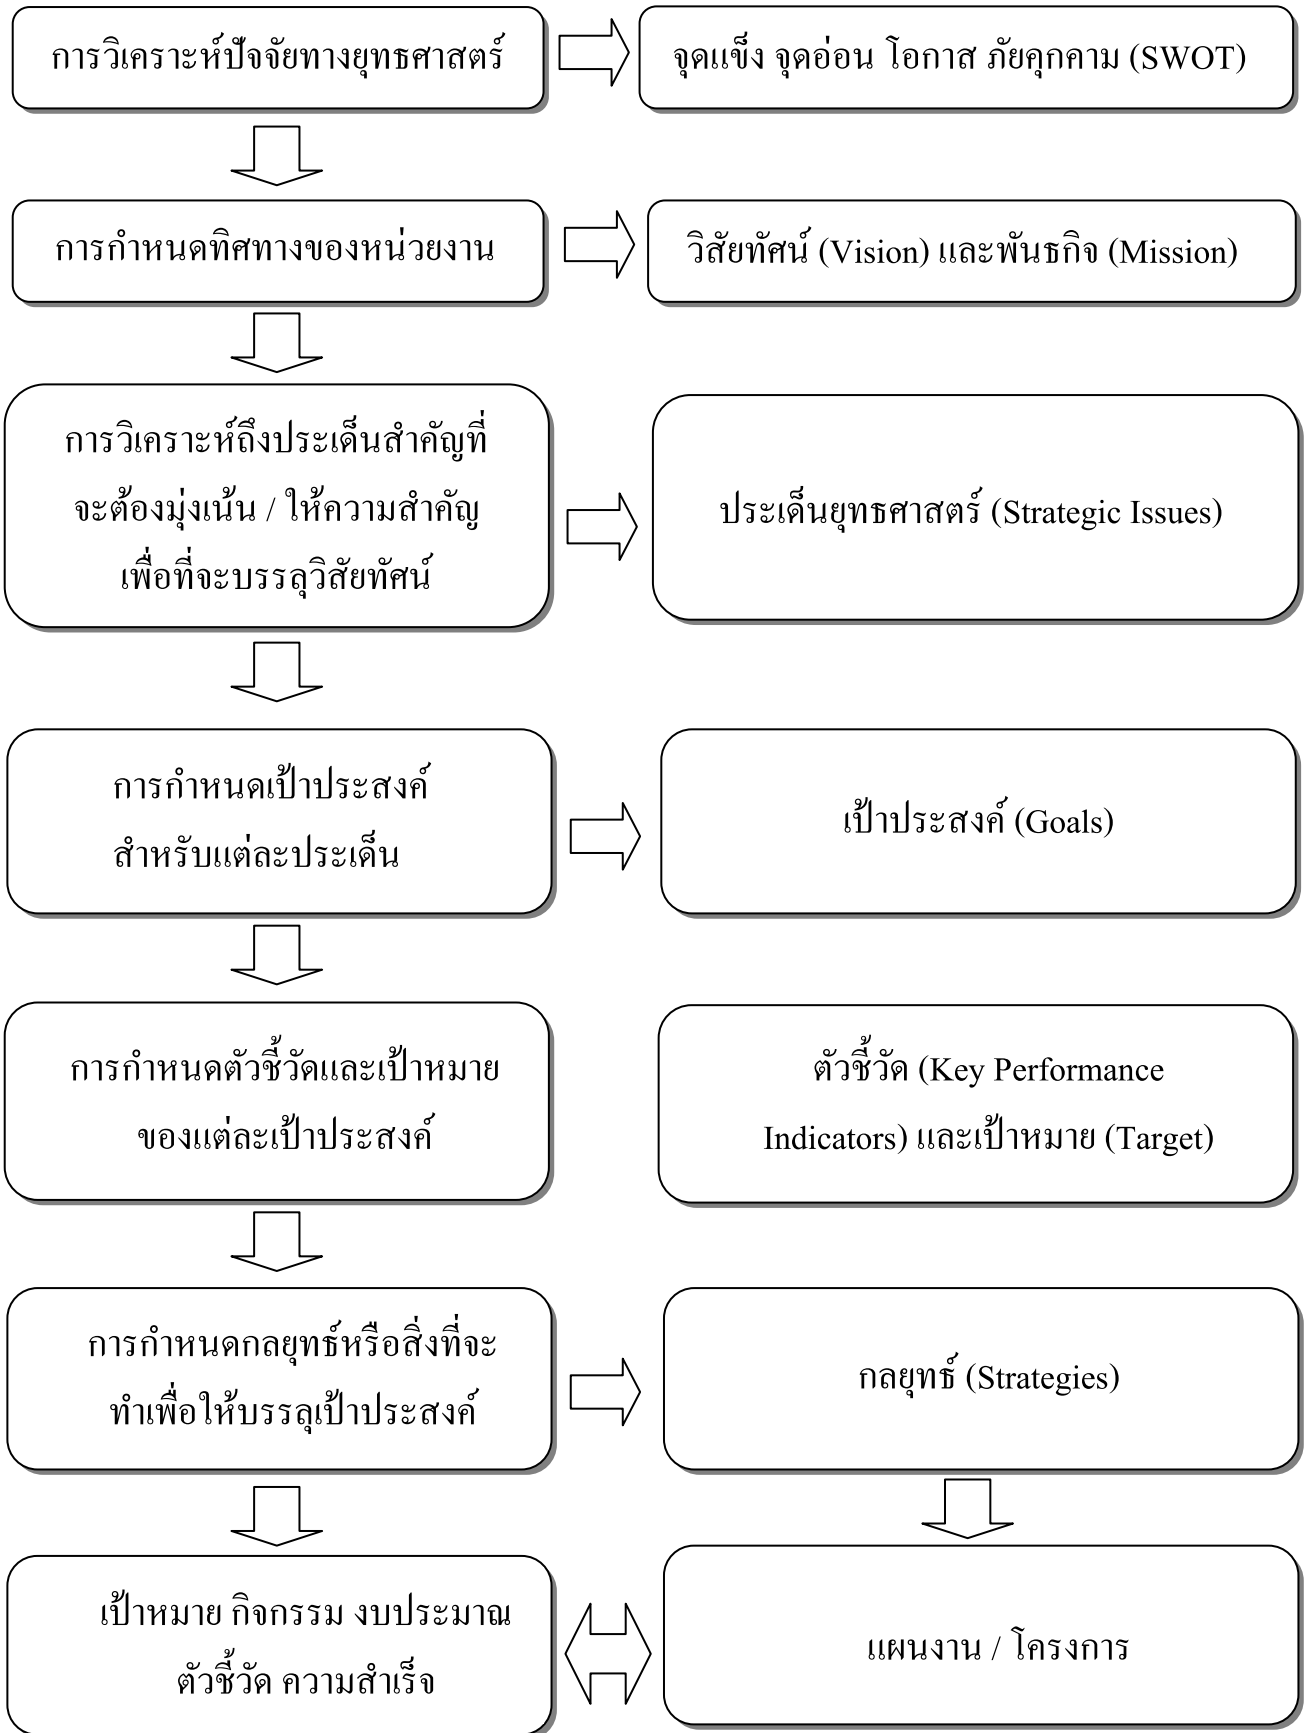 การวิเคราะห์ปัจจัยทางยุทธศาสตร์
จุดแข็ง จุดอ่อน โอกาส ภัยคุกคาม (SWOT)
การกำหนดทิศทางของหน่วยงาน
วิสัยทัศน์ (Vision) และพันธกิจ (Mission)
การวิเคราะห์ถึงประเด็นสำคัญที่
จะต้องมุ่งเน้น / ให้ความสำคัญ
เพื่อที่จะบรรลุวิสัยทัศน์
ประเด็นยุทธศาสตร์ (Strategic Issues)
การกำหนดเป้าประสงค์
สำหรับแต่ละประเด็น
เป้าประสงค์ (Goals)
การกำหนดตัวชี้วัดและเป้าหมาย
ของแต่ละเป้าประสงค์
ตัวชี้วัด (Key Performance
Indicators) และเป้าหมาย (Target)
การกำหนดกลยุทธ์หรือสิ่งที่จะ
ทำเพื่อให้บรรลุเป้าประสงค์
กลยุทธ์ (Strategies)
เป้าหมาย กิจกรรม งบประมาณ
ตัวชี้วัด ความสำเร็จ
แผนงาน / โครงการ